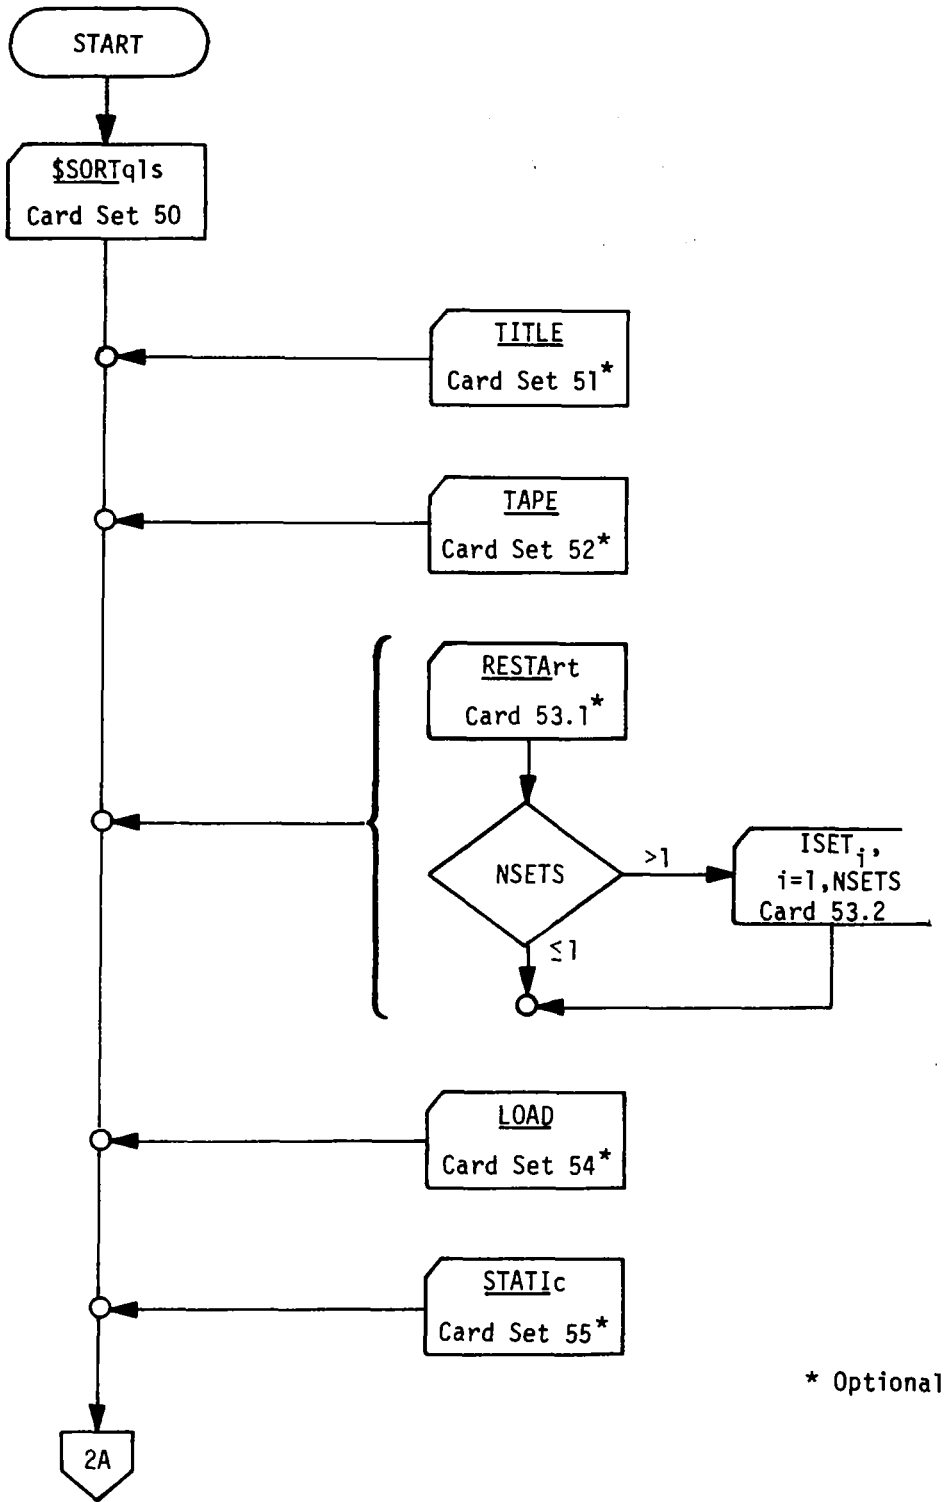 START
$SORTqls
Card Set 50
TITLE
Card Set 51*
TAPE
Card Set 52*
RESTArt
Card 53.1*
NSETS
>1
ISETi,
i=1,NSETS
Card 53.2
≤1
LOAD
Card Set 54*
STATIc
Card Set 55*
* Optional
2A